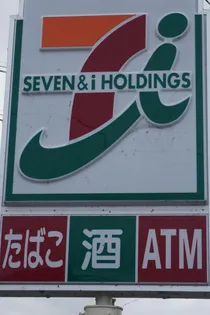 SEVEN & i HOLDINGS
たばこ 酒 ATM